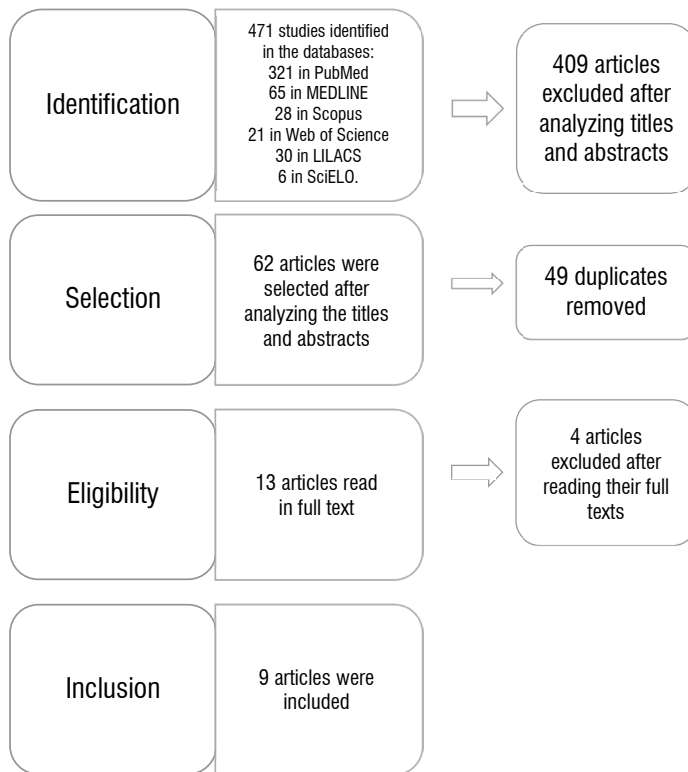 Identification
471 studies identified
in the databases:
321 in PubMed
65 in MEDLINE
28 in Scopus
21 in Web of Science
30 in LILACS
6 in SciELO.
409 articles
excluded after
analyzing titles
and abstracts
Selection
62 articles were
selected after
analyzing the titles
and abstracts
49 duplicates
removed
Eligibility
13 articles read
in full text
4 articles
excluded after
reading their full
texts
Inclusion
9 articles were
included